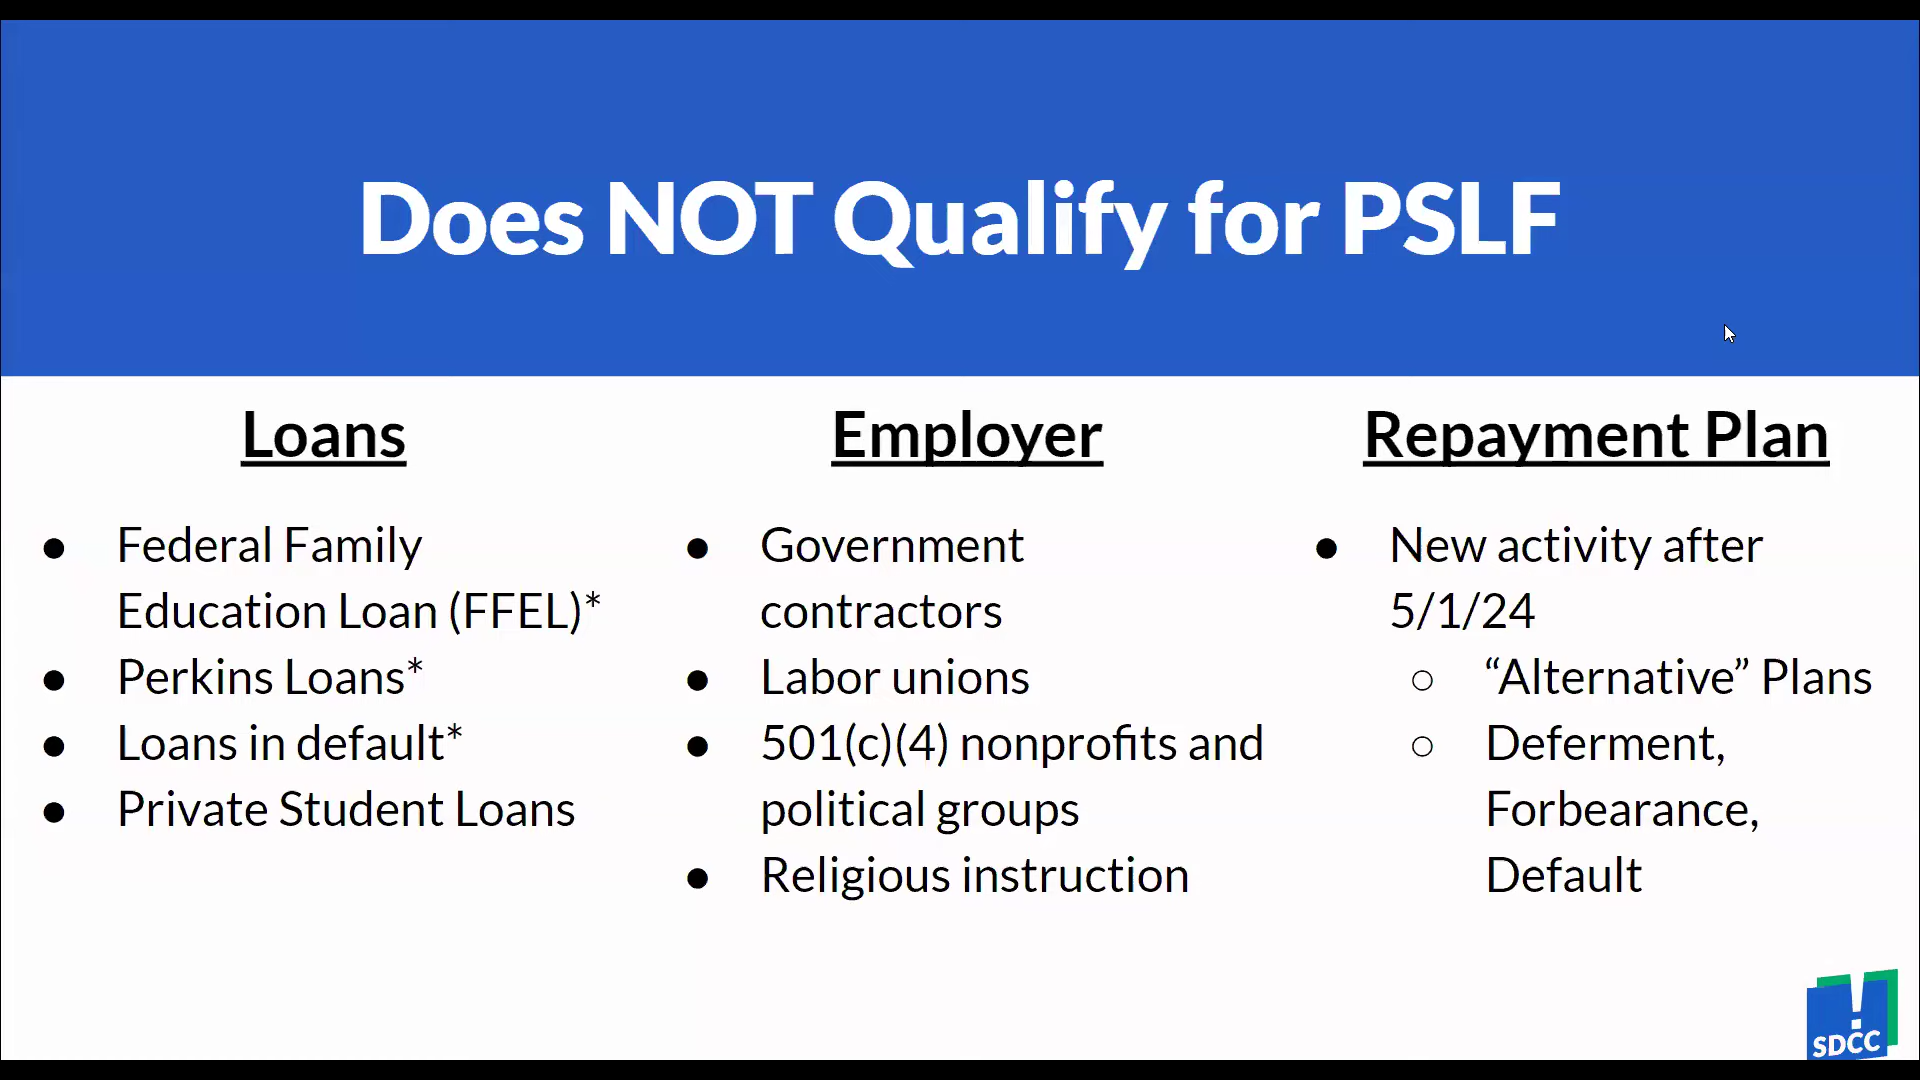 Does NOT Qualify for PSLF
Loans
● Federal Family
Education Loan (FFEL)*
● Perkins Loans*
● Loans in default*
● Private Student Loans
Employer
● Government
contractors
● Labor unions
● 501(c)(4) nonprofits and
political groups
● Religious instruction
Repayment Plan
● New activity after
5/1/24
○ “Alternative” Plans
○ Deferment,
Forbearance,
Default
SDCC